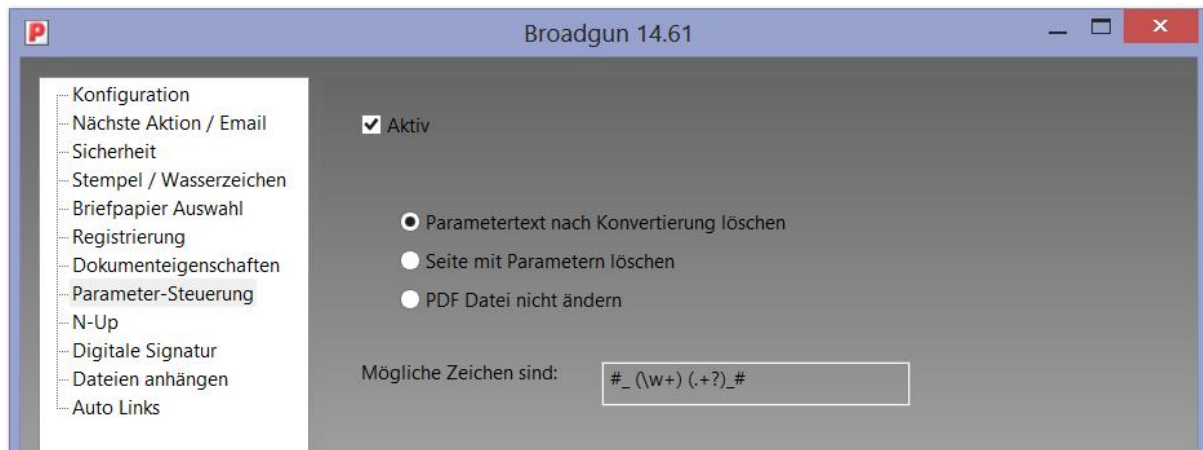 Broadgun 14.61
Konfiguration
Nächste Aktion / Email
Sicherheit
Stempel / Wasserzeichen
Briefpapier Auswahl
Registrierung
Dokumenteigenschaften
Parameter-Steuerung
N-Up
Digitale Signatur
Dateien anhängen
Auto Links
Aktiv
Parametertext nach Konvertierung löschen
Seite mit Parametern löschen
PDF Datei nicht ändern
Mögliche Zeichen sind: #_ (\w+) (.+?)_#